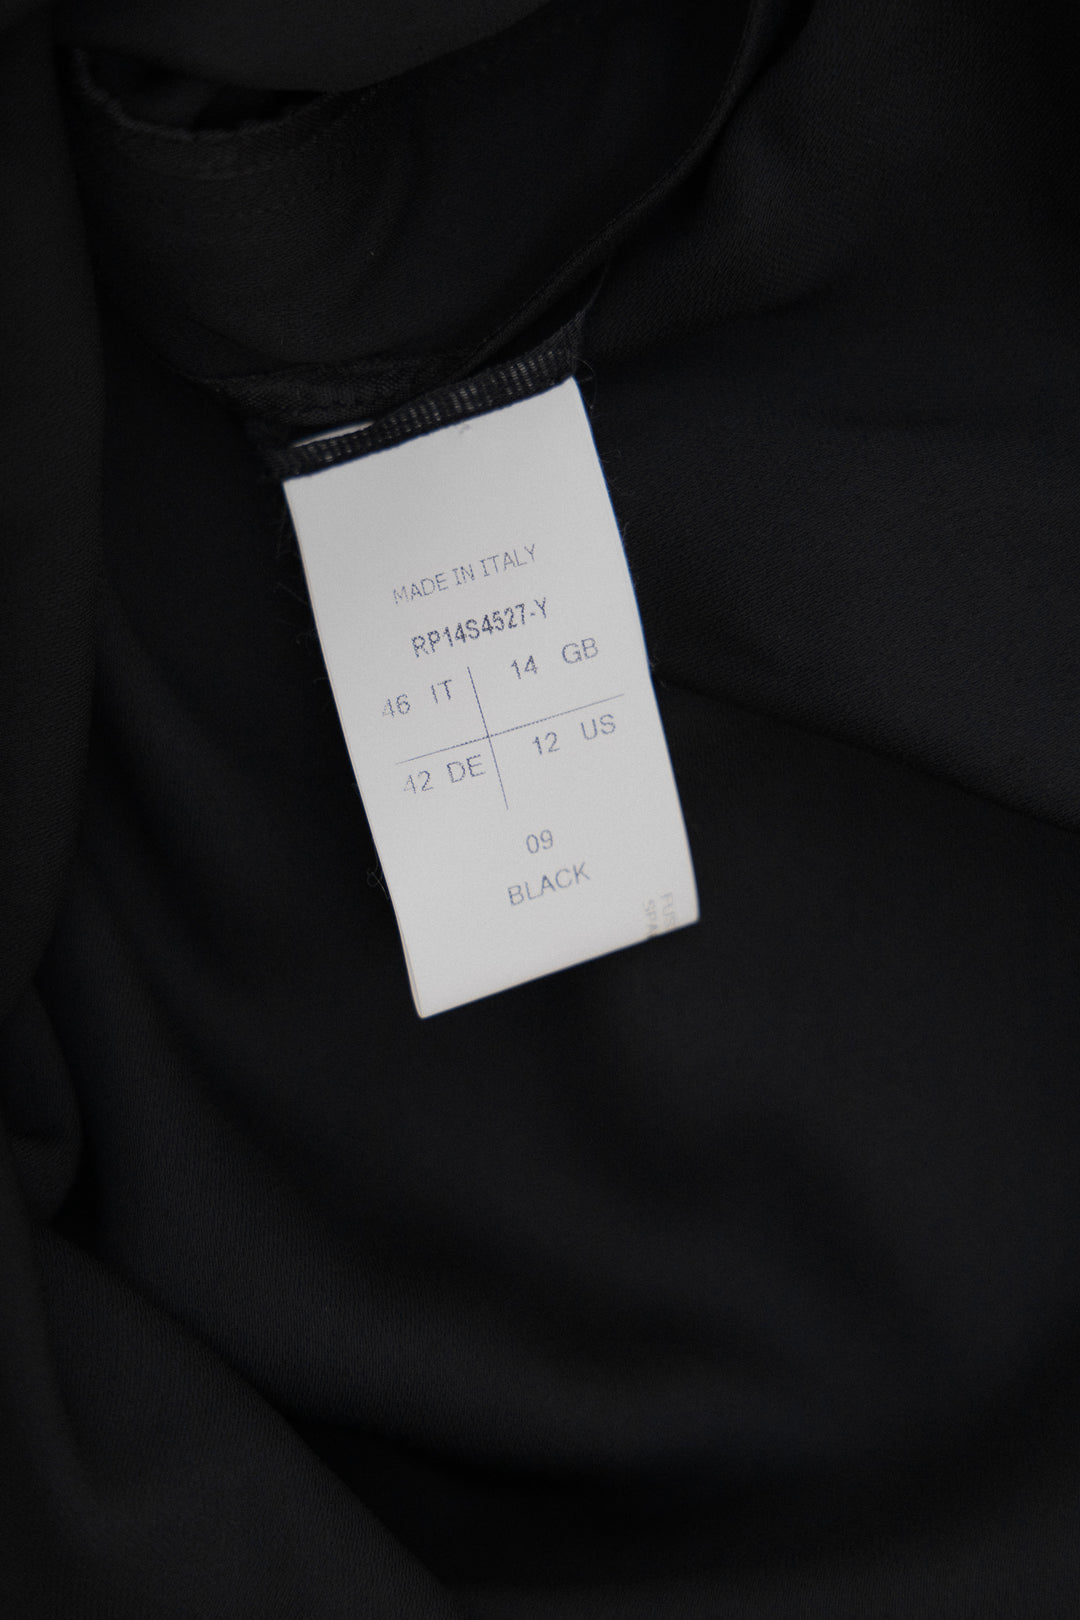 MADE IN ITALY
RP14S4527-Y
46 IT 14 GB
42 DE 12 US
09
BLACK